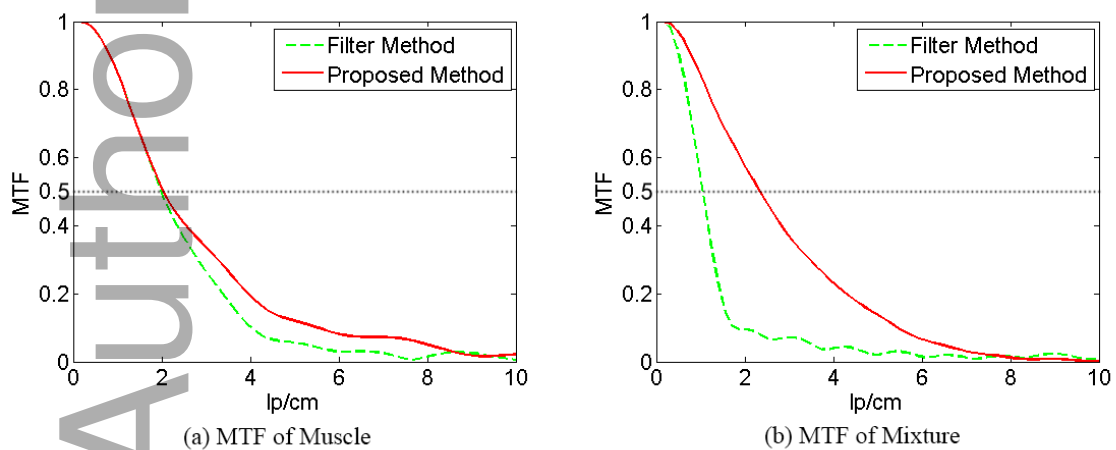 Author
1
0.8
0.6
0.5
0.4
0.2
0
MTF
0 2 4 6 8 10
lp/cm
Filter Method
Proposed Method
(a) MTF of Muscle
1
0.8
0.6
0.5
0.4
0.2
0
MTF
0 2 4 6 8 10
lp/cm
Filter Method
Proposed Method
(b) MTF of Mixture